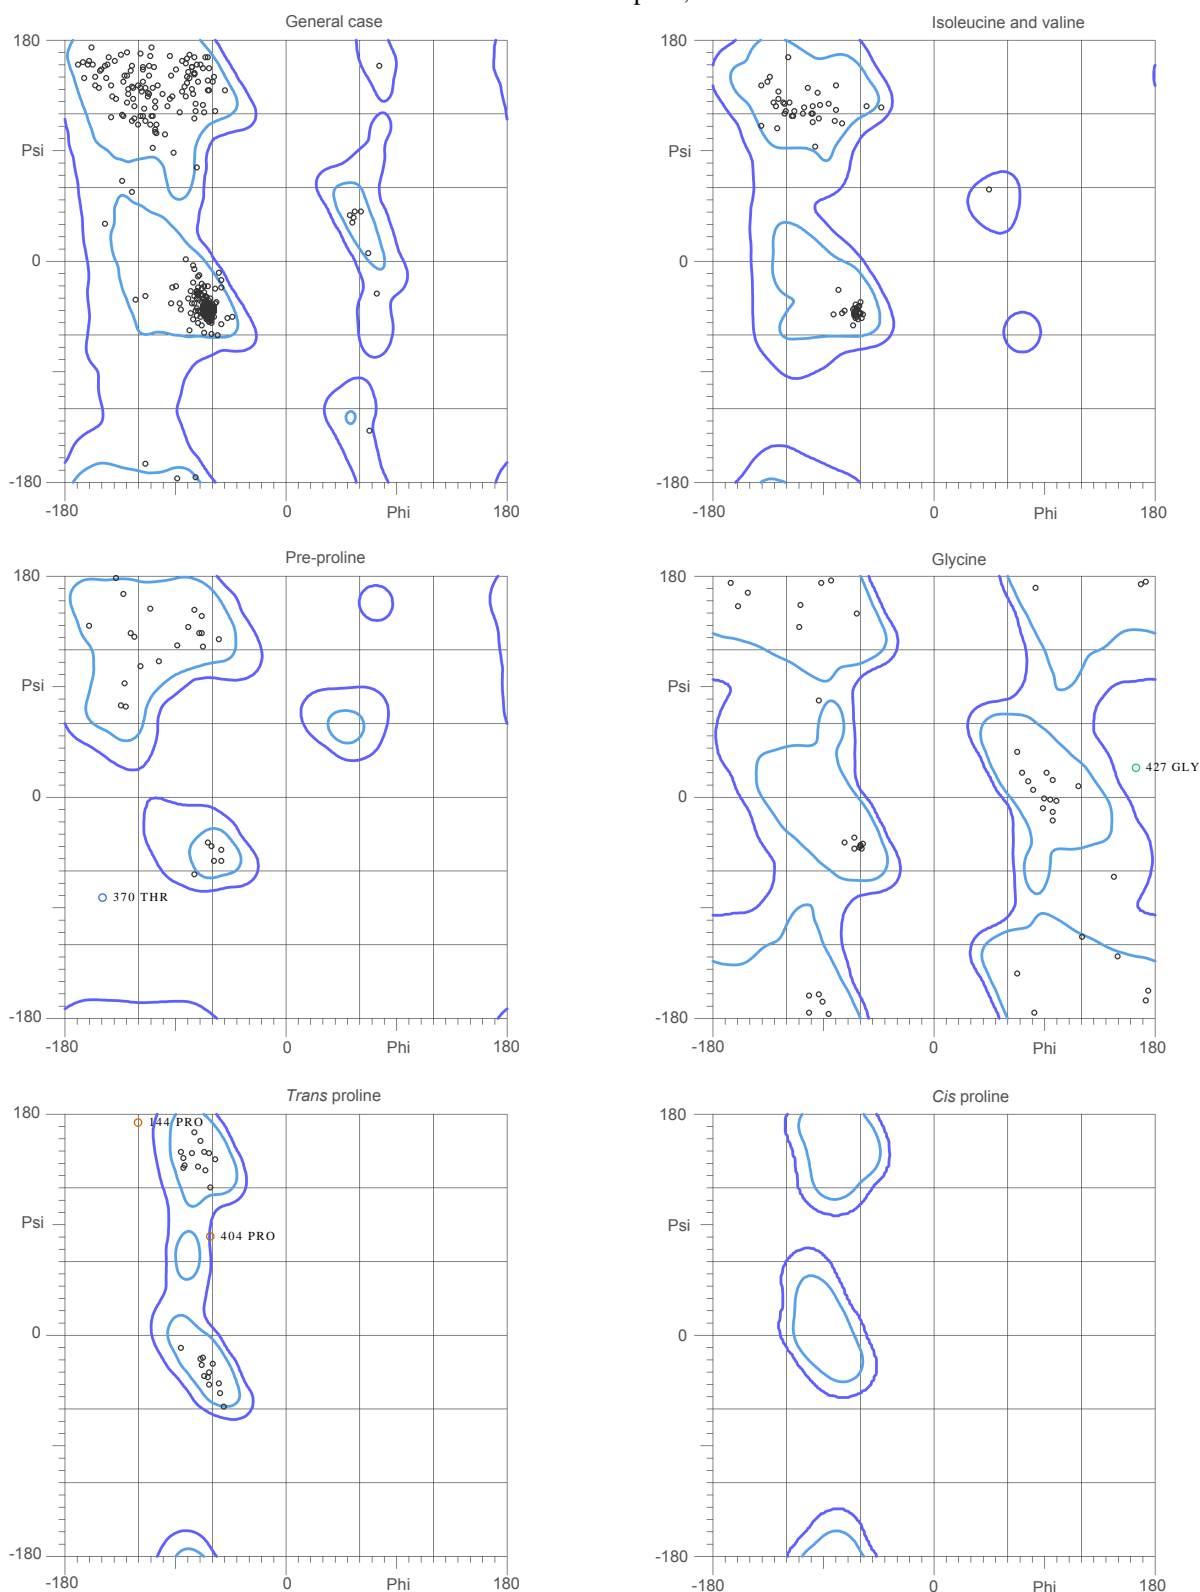 General case
180
Psi
0
-180
-180
0
Phi
180
Isoleucine and valine
180
Psi
0
-180
-180
0
Phi
180
Pre-proline
180
Psi
0
-180
370 THR
-180
0
Phi
180
Glycine
180
Psi
0
-180
427 GLY
-180
0
Phi
180
Trans proline
180
144 PRO
Psi
404 PRO
0
-180
-180
0
Phi
180
Cis proline
180
Psi
0
-180
-180
0
Phi
180